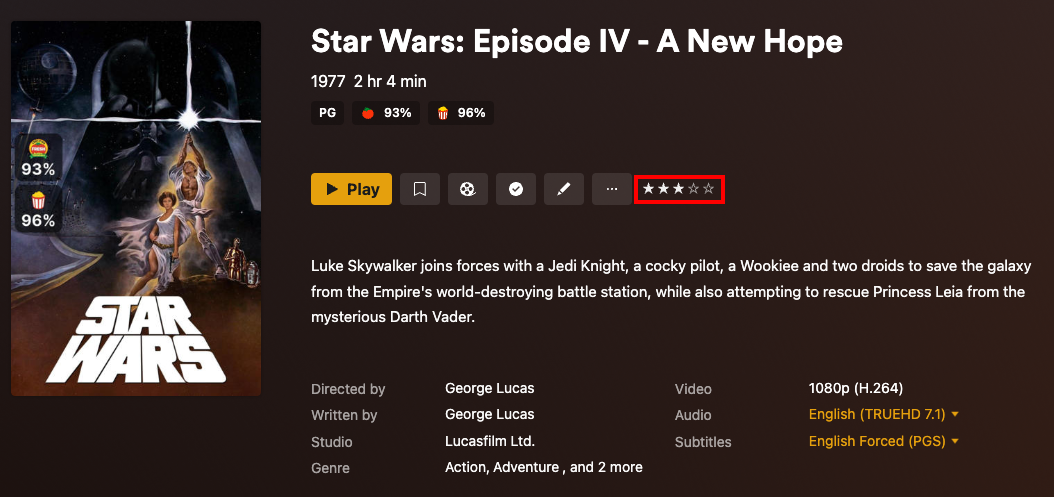 Star Wars: Episode IV - A New Hope
1977 2 hr 4 min
PG 93% 96%
93%
96%
Play
STAR
WARS
Luke Skywalker joins forces with a Jedi Knight, a cocky pilot, a Wookiee and two droids to save the galaxy
from the Empire's world-destroying battle station, while also attempting to rescue Princess Leia from the
mysterious Darth Vader.
Directed by George Lucas Video 1080p (H.264)
Written by George Lucas Audio English (TRUEHD 7.1)
Studio Lucasfilm Ltd. Subtitles English Forced (PGS)
Genre Action, Adventure , and 2 more